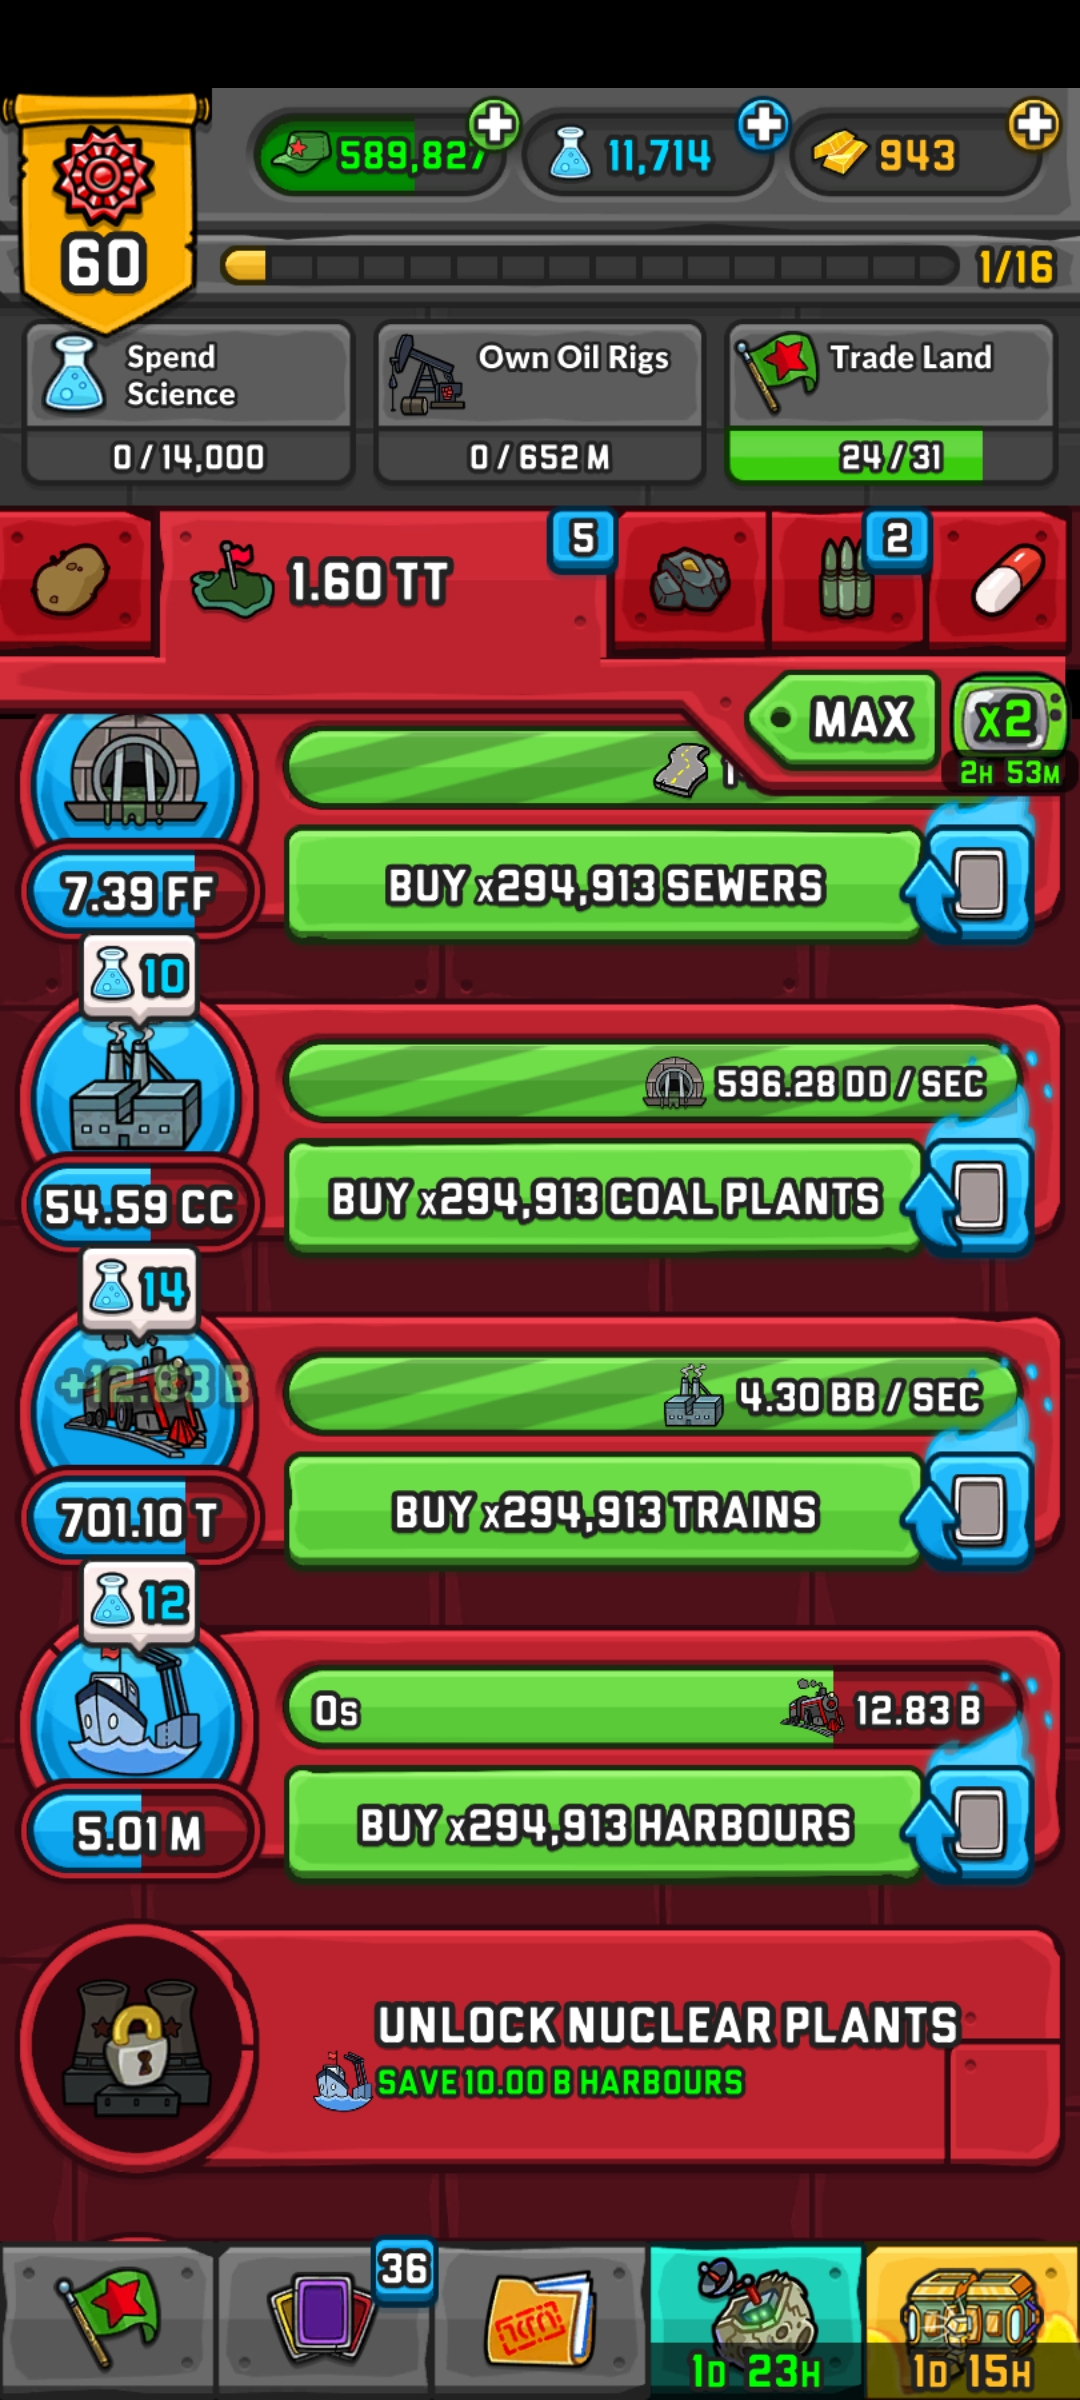 60
589,827
11,714
943
1/16
Spend
Science
0/14,000
Own Oil Rigs
0/652 M
Trade Land
24/31
1.60 TT
5
2
MAX
x2
2H 53M
7.39 FF
BUY x294,913 SEWERS
10
596.28 DD / SEC
54.59 CC
BUY x294,913 COAL PLANTS
14
+12.83 B
4.30 BB / SEC
701.10 T
BUY x294,913 TRAINS
12
0s
12.83 B
5.01 M
BUY x294,913 HARBOURS
UNLOCK NUCLEAR PLANTS
SAVE 10.00 B HARBOURS
36
1D 23H
1D 15H